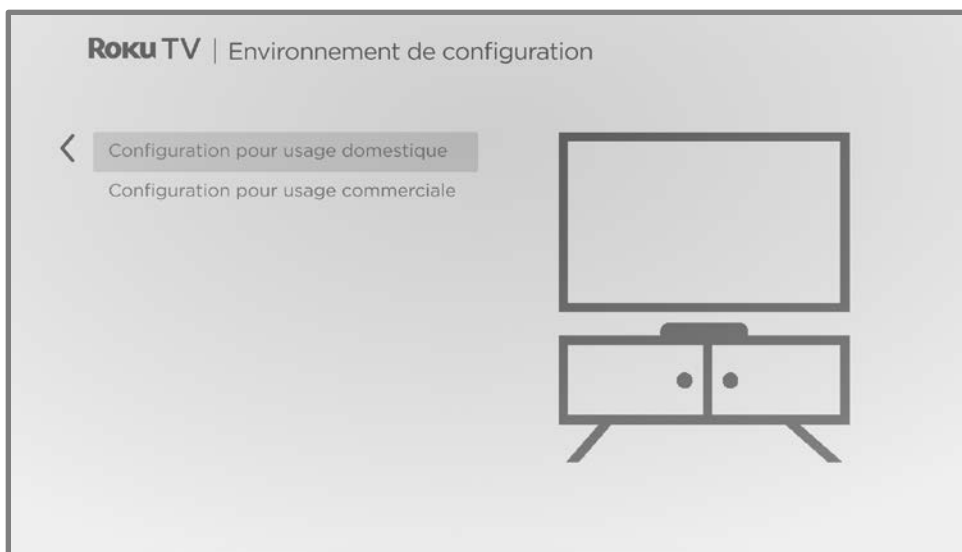 Roku TV | Environnement de configuration
Configuration pour usage domestique
Configuration pour usage commerciale